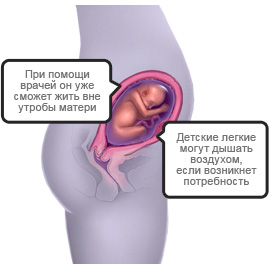 При помощи
врачей он уже
сможет жить вне
утробы матери
Детские легкие
могут дышать
воздухом,
если возникнет
потребность